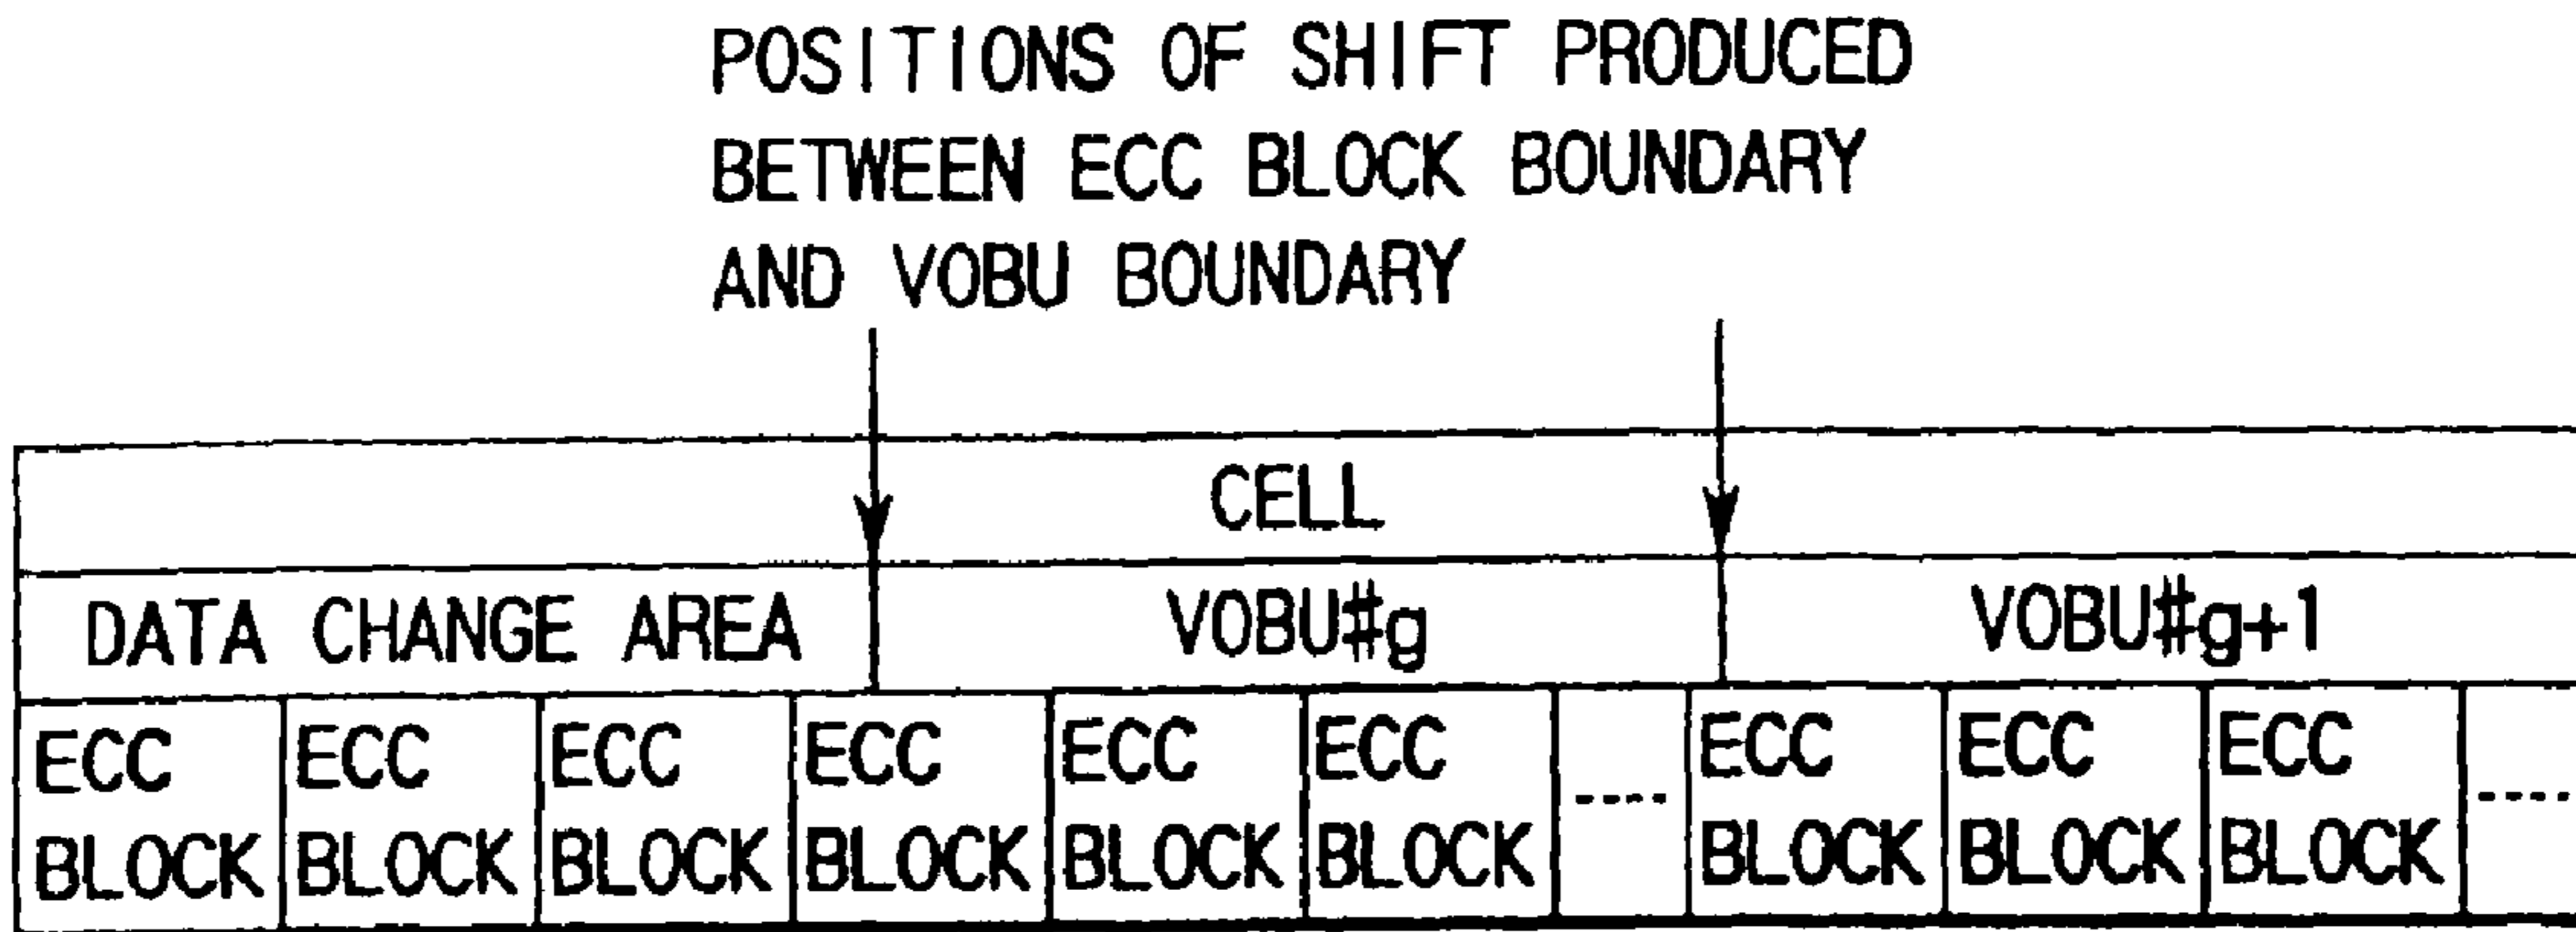 POSITIONS OF SHIFT PRODUCED
BETWEEN ECC BLOCK BOUNDARY
AND VOBU BOUNDARY
CELL
DATA CHANGE AREA VOBU#g VOBU#g+1
ECC ECC ECC ECC ECC ECC ---- ECC ECC ECC ----
BLOCK BLOCK BLOCK BLOCK BLOCK BLOCK BLOCK BLOCK BLOCK